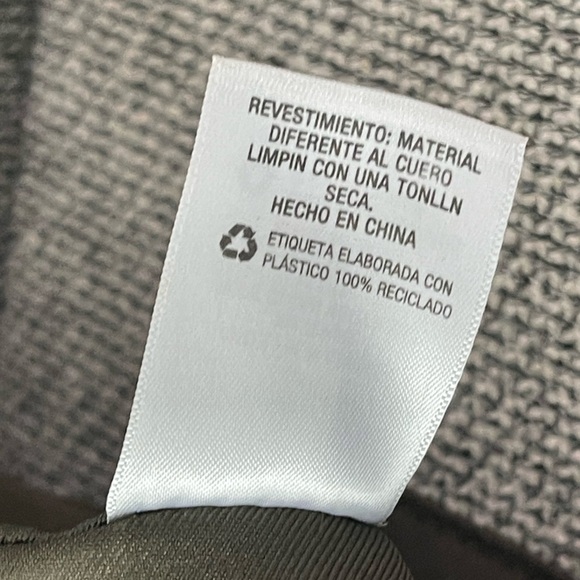 REVESTIMIENTO: MATERIAL
DIFERENTE AL CUERO
LIMPIN CON UNA TONLLN
SECA.
HECHO EN CHINA
ETIQUETA ELABORADA CON
PLÁSTICO 100% RECICLADO